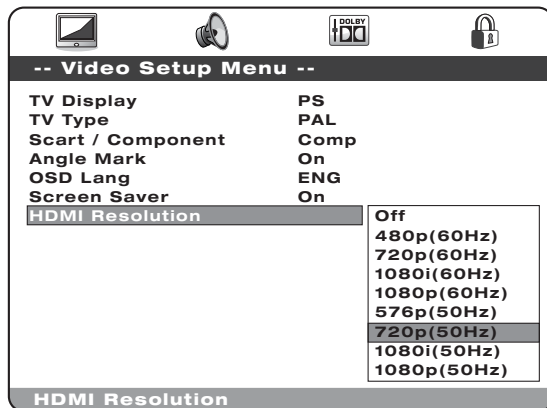 DOLBY
-- Video Setup Menu --
TV Display PS
TV Type PAL
Scart / Component Comp
Angle Mark On
OSD Lang ENG
Screen Saver On
HDMI Resolution Off
480p(60Hz)
720p(60Hz)
1080i(60Hz)
1080p(60Hz)
576p(50Hz)
720p(50Hz)
1080i(50Hz)
1080p(50Hz)
HDMI Resolution